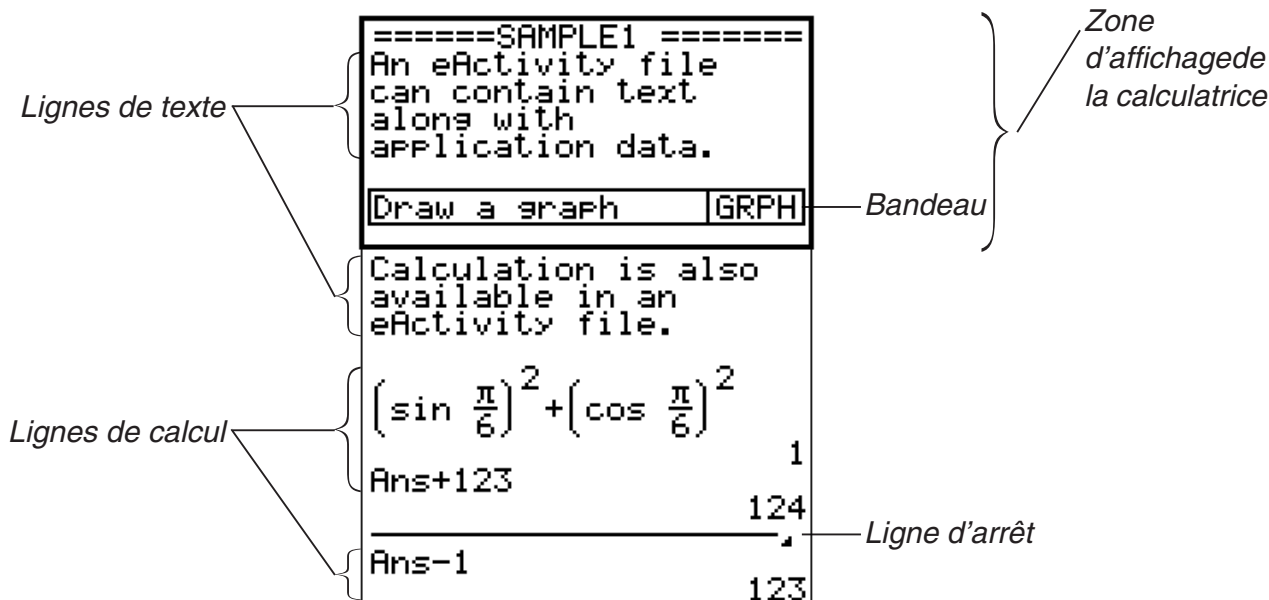 ======SAMPLE1 =======
An eActivity file
can contain text
along with
application data.
Draw a graph GRPH
Calculation is also
available in an
eActivity file.
(sin π/6)²+(cos π/6)²
1
Ans+123
124
Ans−1
123
Lignes de texte
Lignes de calcul
Zone
d'affichagede
la calculatrice
Bandeau
Ligne d'arrêt